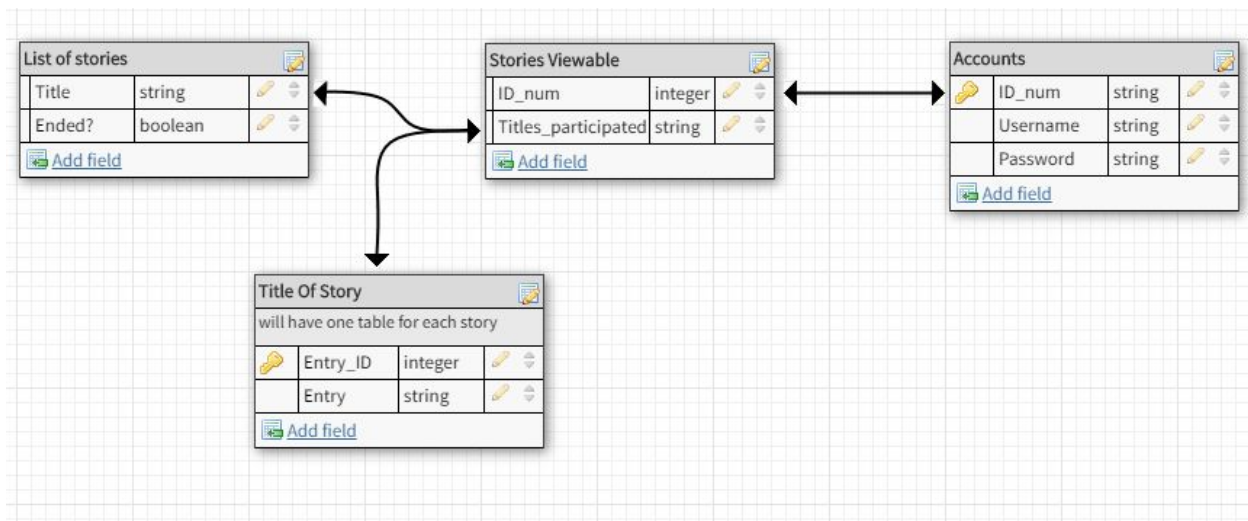 List of stories
Title string
Ended? boolean
Add field
Stories Viewable
ID_num integer
Titles_participated string
Add field
Accounts
ID_num string
Username string
Password string
Add field
Title Of Story
will have one table for each story
Entry_ID integer
Entry string
Add field